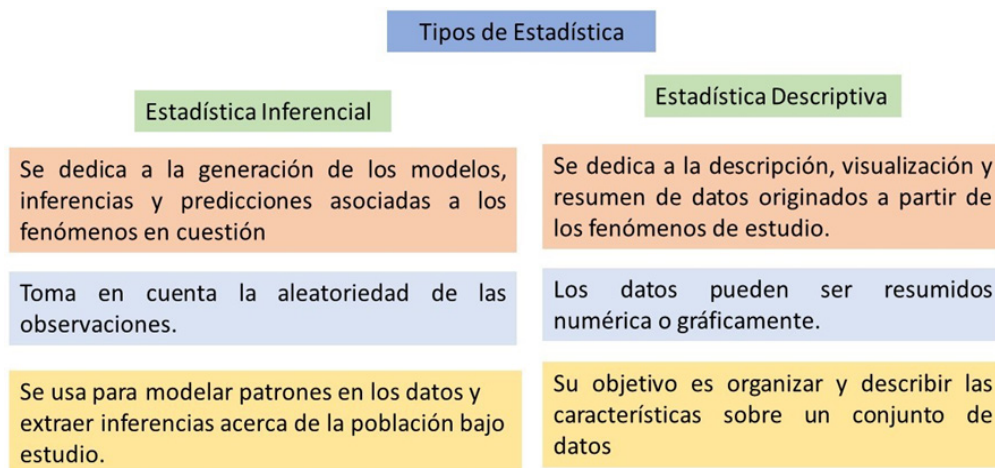 Tipos de Estadística
Estadística Inferencial
Se dedica a la generación de los modelos,
inferencias y predicciones asociadas a los
fenómenos en cuestión
Toma en cuenta la aleatoriedad de las
observaciones.
Se usa para modelar patrones en los datos y
extraer inferencias acerca de la población bajo
estudio.
Estadística Descriptiva
Se dedica a la descripción, visualización y
resumen de datos originados a partir de
los fenómenos de estudio.
Los datos pueden ser resumidos
numérica o gráficamente.
Su objetivo es organizar y describir las
características sobre un conjunto de
datos